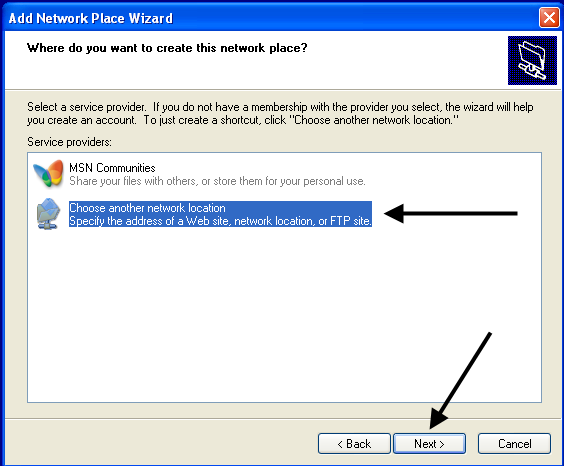 Add Network Place Wizard
Where do you want to create this network place?
Select a service provider. If you do not have a membership with the provider you select, the wizard will help
you create an account. To just create a shortcut, click "Choose another network location."
Service providers:
MSN Communities
Share your files with others, or store them for your personal use.
Choose another network location
Specify the address of a Web site, network location, or FTP site.
< Back
Next >
Cancel